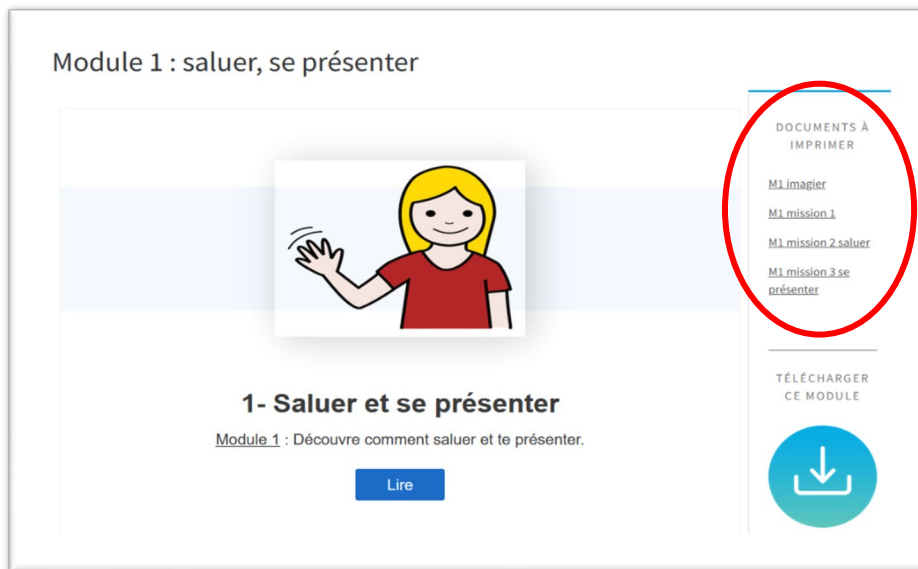 Module 1 : saluer, se présenter
1- Saluer et se présenter
Module 1 : Découvre comment saluer et te présenter.
Lire
DOCUMENTS À
IMPRIMER
M1 imagier
M1 mission 1
M1 mission 2 saluer
M1 mission 3 se
présenter
TÉLÉCHARGER
CE MODULE